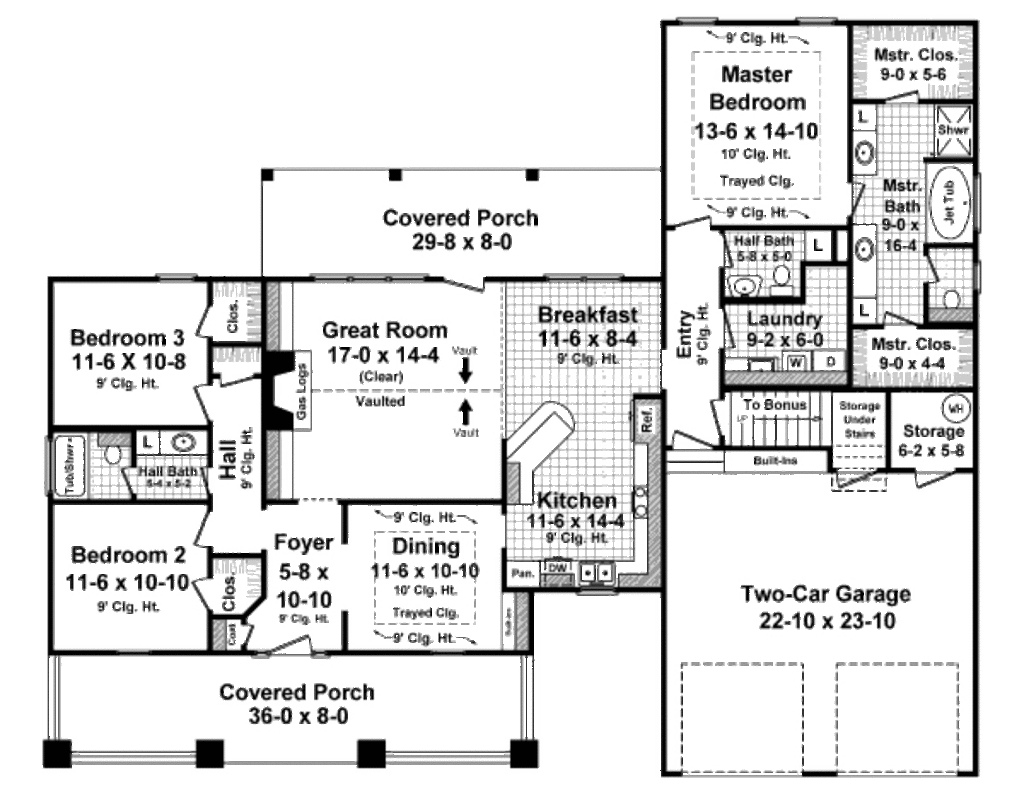 9' Clg. Ht.
Master
Bedroom
13-6 x 14-10
10' Clg. Ht.
Trayed Clg.
9' Clg. Ht.
Mstr. Clos.
9-0 x 5-6
L
Shwr
Mstr.
Bath
9-0 x
16-4
Jet Tub
L
Mstr. Clos.
9-0 x 4-4
Covered Porch
29-8 x 8-0
Half Bath
5-8 x 5-0
L
Laundry
9-2 x 6-0
W
D
Entry
9' Clg. Ht.
Bedroom 3
11-6 X 10-8
9' Clg. Ht.
Clos.
Great Room
17-0 x 14-4
(Clear)
Vaulted
Vault
Vault
Gas Logs
Breakfast
11-6 x 8-4
9' Clg. Ht.
To Bonus
UP
Storage
Under
Stairs
WH
Storage
6-2 x 5-8
Built-Ins
Ref.
Tub/Shwr
L
Hall Bath
5-4 x 5-2
Hall
9' Clg. Ht.
Kitchen
11-6 x 14-4
9' Clg. Ht.
Pan.
DW
Bedroom 2
11-6 x 10-10
9' Clg. Ht.
Clos.
Coat
Foyer
5-8 x
10-10
9' Clg. Ht.
9' Clg. Ht.
Dining
11-6 x 10-10
10' Clg. Ht.
Trayed Clg.
9' Clg. Ht.
Built-Ins
Two-Car Garage
22-10 x 23-10
Covered Porch
36-0 x 8-0